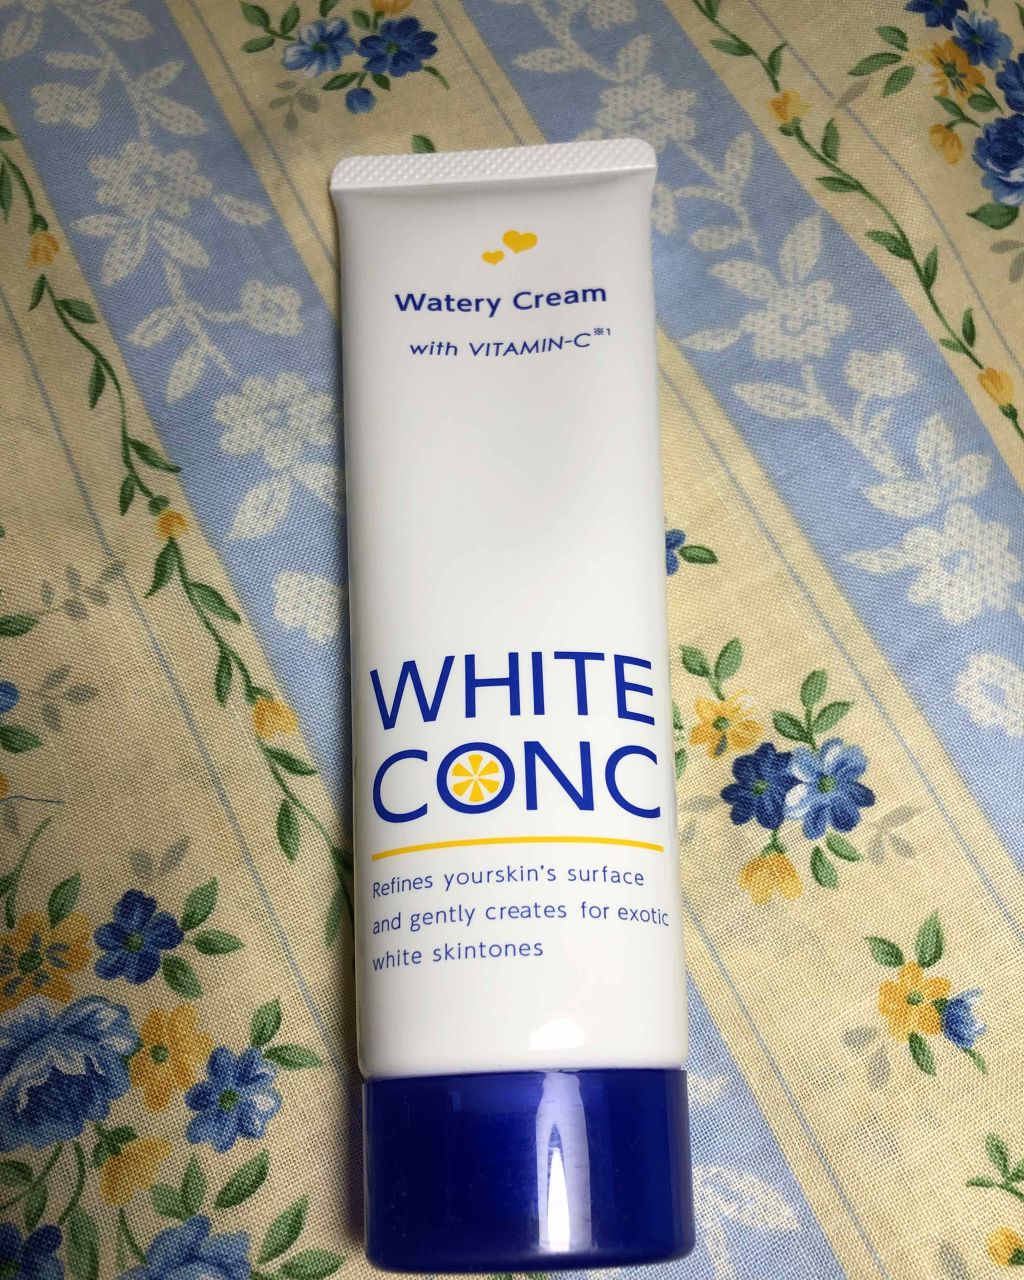 Watery Cream
with VITAMIN-C※1
WHITE
CONC
Refines yourskin's surface
and gently creates for exotic
white skintones